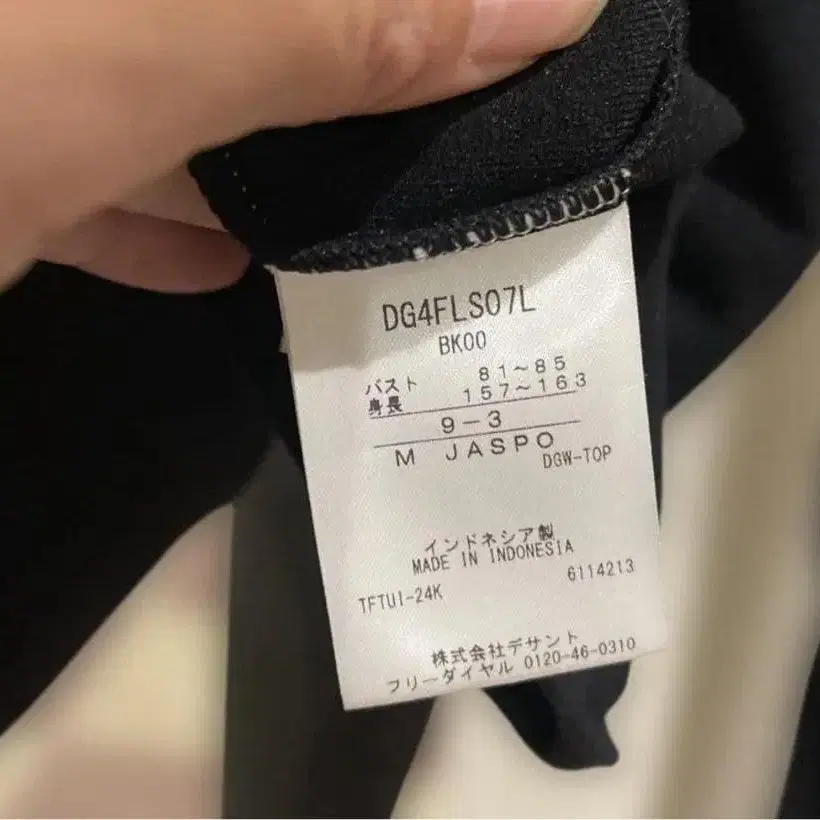 DG4FLS07L
BK00
バスト 81～85
身長 157～163
9-3
M JASPO
DGW-TOP
インドネシア製
MADE IN INDONESIA
6114213
TFTUI-24K
株式会社デサント
フリーダイヤル 0120-46-0310